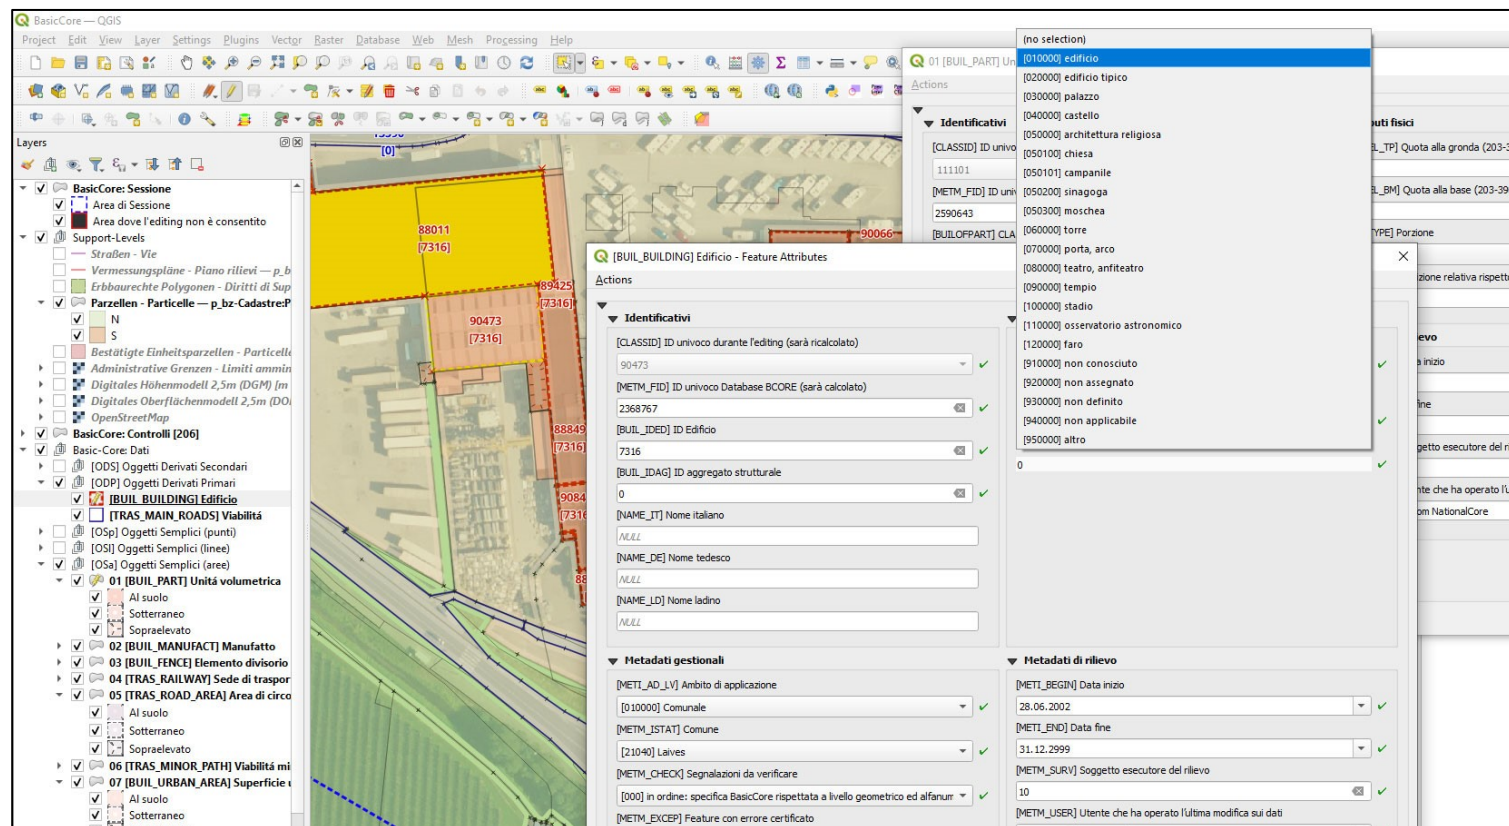 BasicCore — QGIS
Project Edit View Layer Settings Plugins Vector Raster Database Web Mesh Processing Help
Layers
BasicCore: Sessione
Area di Sessione
Area dove l'editing non è consentito
Support-Levels
Straßen - Vie
Vermessungspläne - Piano rilievi — p_b
Erbbaurechte Polygonen - Diritti di Sup
Parzellen - Particelle — p_bz-Cadastre:P
N
S
Bestätigte Einheitsparzellen - Particelle
Administrative Grenzen - Limiti ammin
Digitales Höhenmodell 2,5m (DGM) [m
Digitales Oberflächenmodell 2,5m (DO
OpenStreetMap
BasicCore: Controlli [206]
Basic-Core: Dati
[ODS] Oggetti Derivati Secondari
[ODP] Oggetti Derivati Primari
[BUIL_BUILDING] Edificio
[TRAS_MAIN_ROADS] Viabilitá
[OSp] Oggetti Semplici (punti)
[OSl] Oggetti Semplici (linee)
[OSa] Oggetti Semplici (aree)
01 [BUIL_PART] Unitá volumetrica
Al suolo
Sotterraneo
Sopraelevato
02 [BUIL_MANUFACT] Manufatto
03 [BUIL_FENCE] Elemento divisorio
04 [TRAS_RAILWAY] Sede di traspor
05 [TRAS_ROAD_AREA] Area di circo
Al suolo
Sotterraneo
Sopraelevato
06 [TRAS_MINOR_PATH] Viabilitá mi
07 [BUIL_URBAN_AREA] Superficie
Al suolo
Sotterraneo
[0]
88011
[7316]
90066
89425
[7316]
90473
[7316]
88849
[7316]
9084
[7316
88
01 [BUIL_PART] Un
Actions
Identificativi
[CLASSID] ID univo
111101
[METM_FID] ID uni
2590643
[BUILOFPART] CLA
(no selection)
[010000] edificio
[020000] edificio tipico
[030000] palazzo
[040000] castello
[050000] architettura religiosa
[050100] chiesa
[050101] campanile
[050200] sinagoga
[050300] moschea
[060000] torre
[070000] porta, arco
[080000] teatro, anfiteatro
[090000] tempio
[100000] stadio
[110000] osservatorio astronomico
[120000] faro
[910000] non conosciuto
[920000] non assegnato
[930000] non definito
[940000] non applicabile
[950000] altro
0
buti fisici
EL_TP] Quota alla gronda (203-3
EL_BM] Quota alla base (203-39
YPE] Porzione
zione relativa rispett
evo
a inizio
fine
getto esecutore del ri
om NationalCore
[BUIL_BUILDING] Edificio - Feature Attributes
Actions
Identificativi
[CLASSID] ID univoco durante l'editing (sarà ricalcolato)
90473
[METM_FID] ID univoco Database BCORE (sarà calcolato)
2368767
[BUIL_IDED] ID Edificio
7316
[BUIL_IDAG] ID aggregato strutturale
0
[NAME_IT] Nome italiano
NULL
[NAME_DE] Nome tedesco
NULL
[NAME_LD] Nome ladino
NULL
Metadati gestionali
[METI_AD_LV] Ambito di applicazione
[010000] Comunale
[METM_ISTAT] Comune
[21040] Laives
[METM_CHECK] Segnalazioni da verificare
[000] in ordine: specifica BasicCore rispettata a livello geometrico ed alfanum
[METM_EXCEP] Feature con errore certificato
Metadati di rilievo
[METI_BEGIN] Data inizio
28.06.2002
[METI_END] Data fine
31.12.2999
[METM_SURV] Soggetto esecutore del rilievo
10
[METM_USER] Utente che ha operato l'ultima modifica sui dati